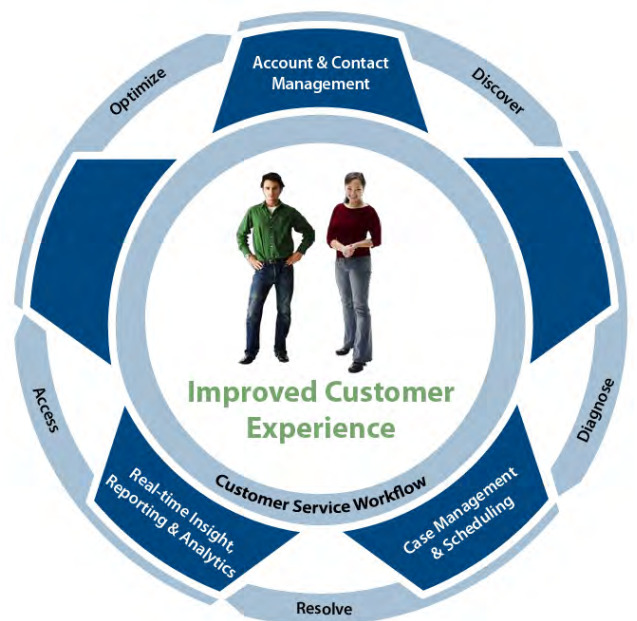 Account & Contact
Management
Discover
Diagnose
Case Management
& Scheduling
Resolve
Real-time Insight,
Reporting & Analytics
Access
Optimize
Improved Customer
Experience
Customer Service Workflow